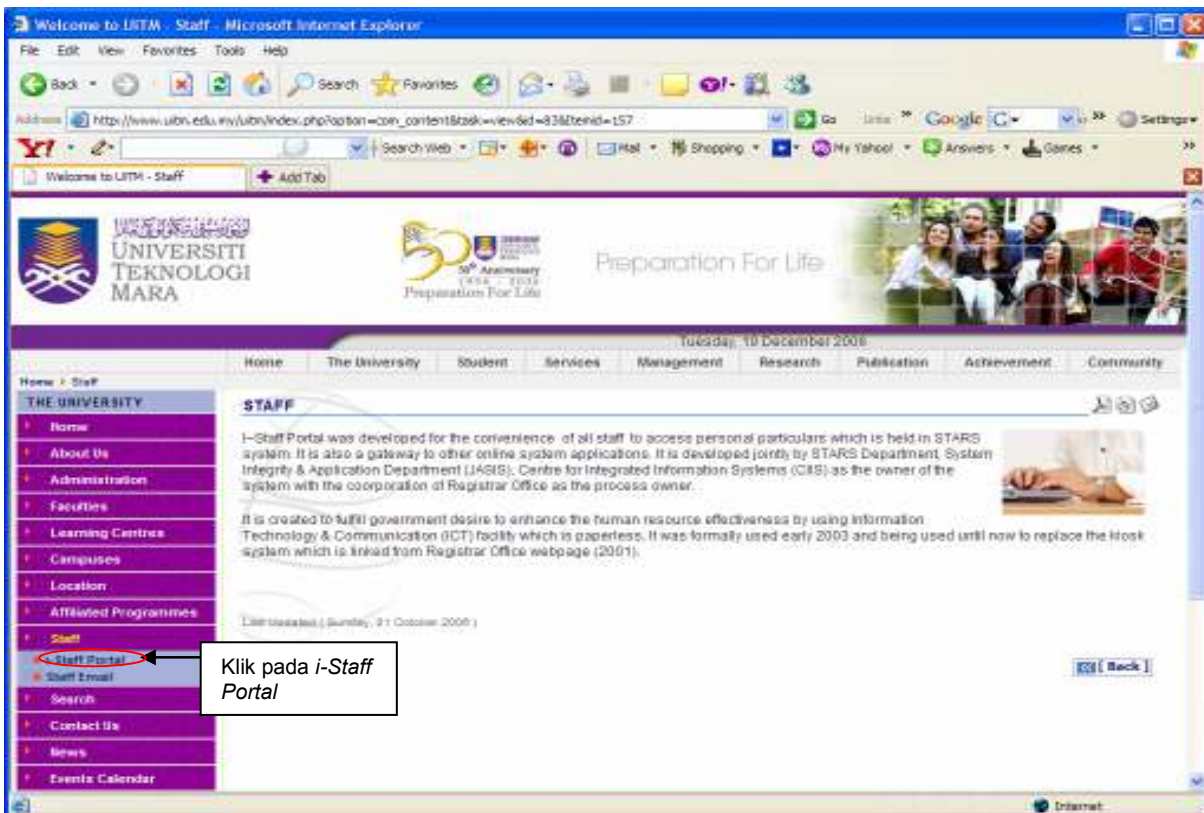 Welcome to UiTM - Staff - Microsoft Internet Explorer
File Edit View Favorites Tools Help
Back Search Favorites
Address http://www.uitm.edu.my/uitm/index.php?option=com_content&task=view&id=83&Itemid=157 Go Links Google Settings
Y! Search Web Mail Shopping My Yahoo! Answers Games
Welcome to UiTM - Staff Add Tab
UNIVERSITI
TEKNOLOGI
MARA
50th Anniversary
1956 - 2006
Preparation For Life
Preparation For Life
Tuesday, 19 December 2006
Home The University Student Services Management Research Publication Achievement Community
Home Staff
THE UNIVERSITY
Home
About Us
Administration
Faculties
Learning Centres
Campuses
Location
Affiliated Programmes
Staff
i-Staff Portal
Staff Email
Search
Contact Us
News
Events Calendar
STAFF
I-Staff Portal was developed for the convenience of all staff to access personal particulars which is held in STARS
system. It is also a gateway to other online system applications. It is developed jointly by STARS Department, System
Integrity & Application Department (JASIS), Centre for Integrated Information Systems (CIIS) as the owner of the
system with the coorporation of Registrar Office as the process owner.
It is created to fulfill government desire to enhance the human resource effectiveness by using Information
Technology & Communication (ICT) facility which is paperless. It was formally used early 2003 and being used until now to replace the kiosk
system which is linked from Registrar Office webpage (2001).
Last Updated ( Sunday, October 2006 )
Klik pada i-Staff
Portal
[ Back ]
Internet